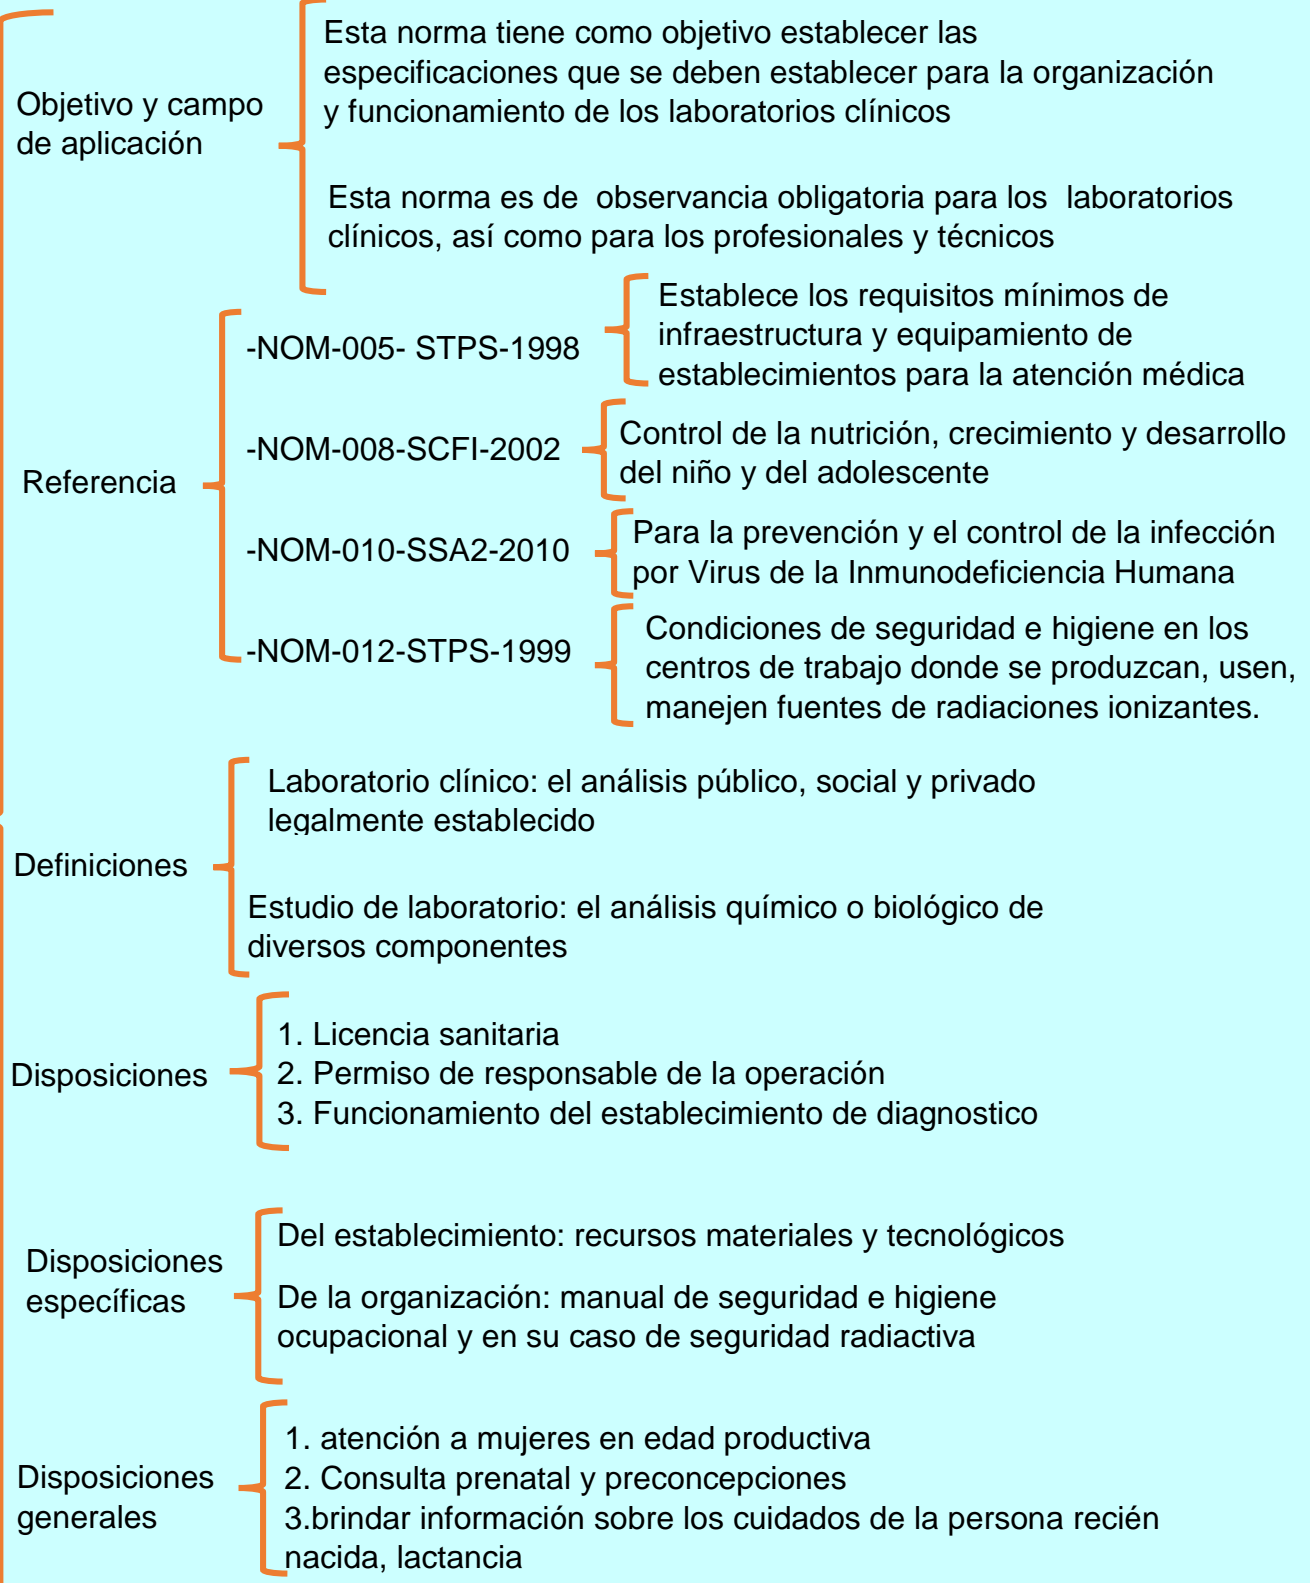 Objetivo y campo
de aplicación
Esta norma tiene como objetivo establecer las
especificaciones que se deben establecer para la organización
y funcionamiento de los laboratorios clínicos
Esta norma es de observancia obligatoria para los laboratorios
clínicos, así como para los profesionales y técnicos
Referencia
-NOM-005- STPS-1998
Establece los requisitos mínimos de
infraestructura y equipamiento de
establecimientos para la atención médica
-NOM-008-SCFI-2002
Control de la nutrición, crecimiento y desarrollo
del niño y del adolescente
-NOM-010-SSA2-2010
Para la prevención y el control de la infección
por Virus de la Inmunodeficiencia Humana
-NOM-012-STPS-1999
Condiciones de seguridad e higiene en los
centros de trabajo donde se produzcan, usen,
manejen fuentes de radiaciones ionizantes.
Definiciones
Laboratorio clínico: el análisis público, social y privado
legalmente establecido
Estudio de laboratorio: el análisis químico o biológico de
diversos componentes
Disposiciones
1. Licencia sanitaria
2. Permiso de responsable de la operación
3. Funcionamiento del establecimiento de diagnostico
Disposiciones
específicas
Del establecimiento: recursos materiales y tecnológicos
De la organización: manual de seguridad e higiene
ocupacional y en su caso de seguridad radiactiva
Disposiciones
generales
1. atención a mujeres en edad productiva
2. Consulta prenatal y preconcepciones
3.brindar información sobre los cuidados de la persona recién
nacida, lactancia